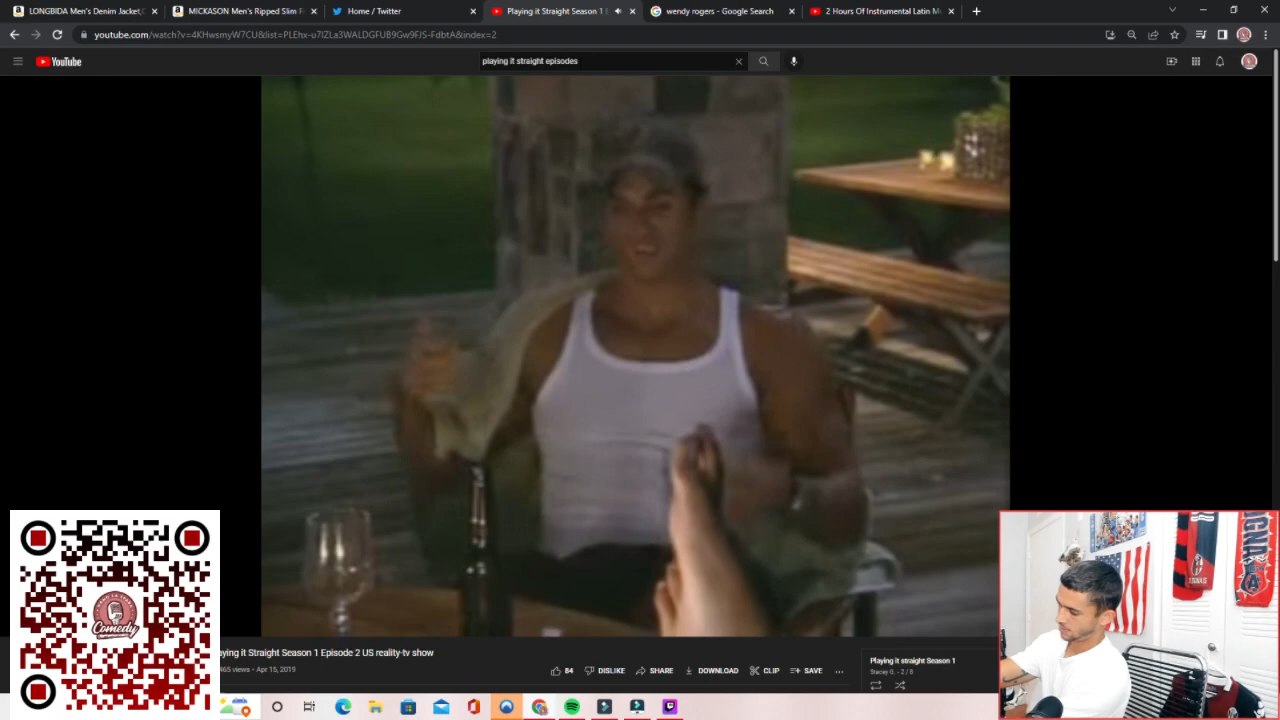 LONGBIDA Men's Denim Jacket,C
MICKASON Men's Ripped Slim F
Home / Twitter
Playing it Straight Season 1 E
wendy rogers - Google Search
2 Hours Of Instrumental Latin M
youtube.com/watch?v=4KHwsmyW7CU&list=PLEhx-u7IZLa3WALDGFUB9Gw9FJS-FdbtA&index=2
YouTube
playing it straight episodes
Comedy
aying it Straight Season 1 Episode 2 US reality-tv show
465 views - Apr 15, 2019
84
DISLIKE
SHARE
DOWNLOAD
CLIP
SAVE
Playing it straight Season 1
Stacey G. - 2 / 8